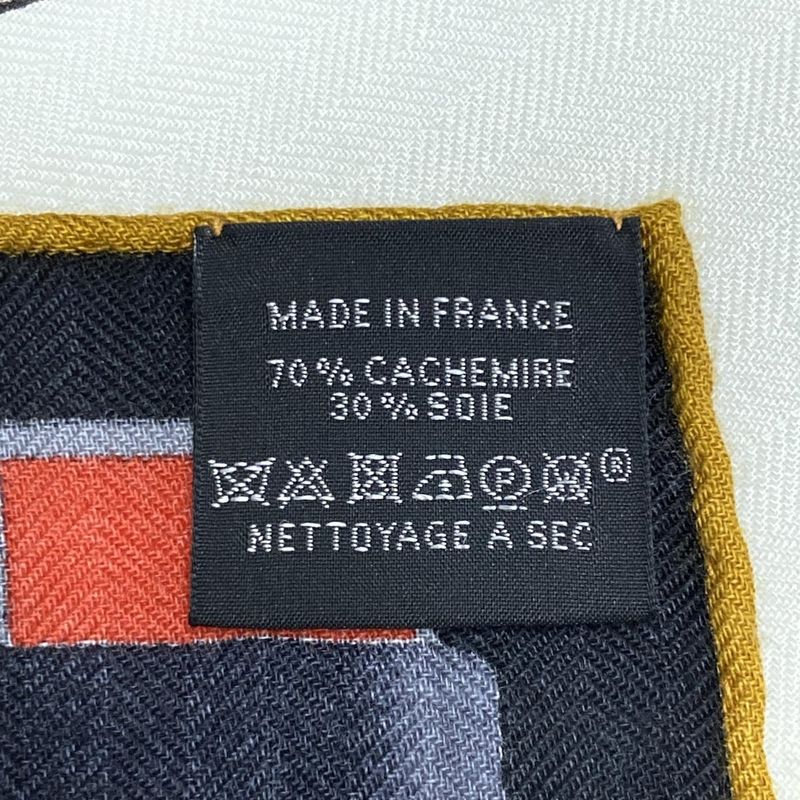 MADE IN FRANCE
70 % CACHEMIRE
30 % SOIE
P W ®
NETTOYAGE A SEC